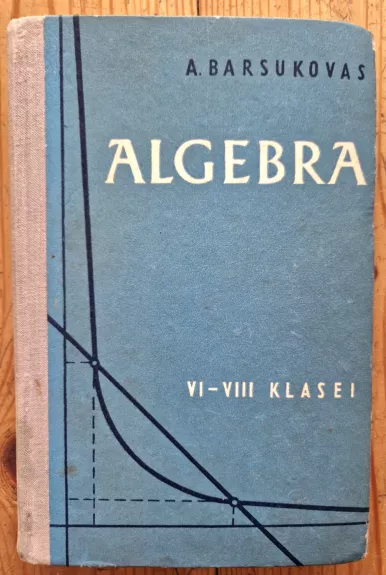 A. BARSUKOVAS
ALGEBRA
VI–VIII KLASEI